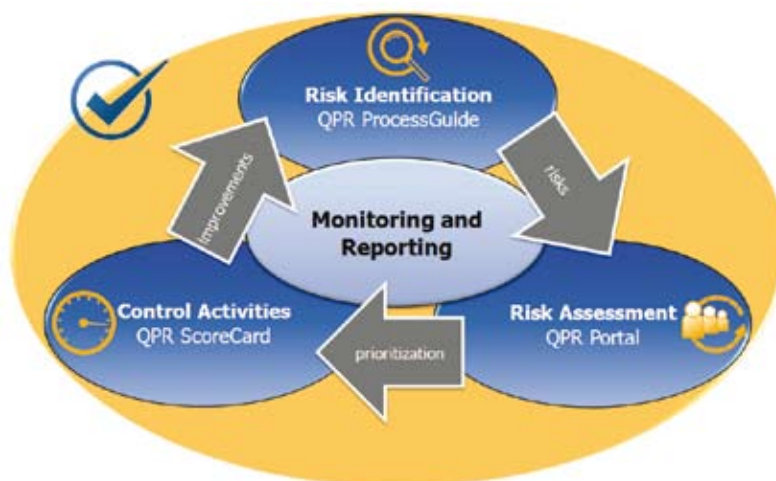 Risk Identification
QPR ProcessGuide
risks
Improvements
Monitoring and
Reporting
Control Activities
QPR ScoreCard
Risk Assessment
QPR Portal
prioritization